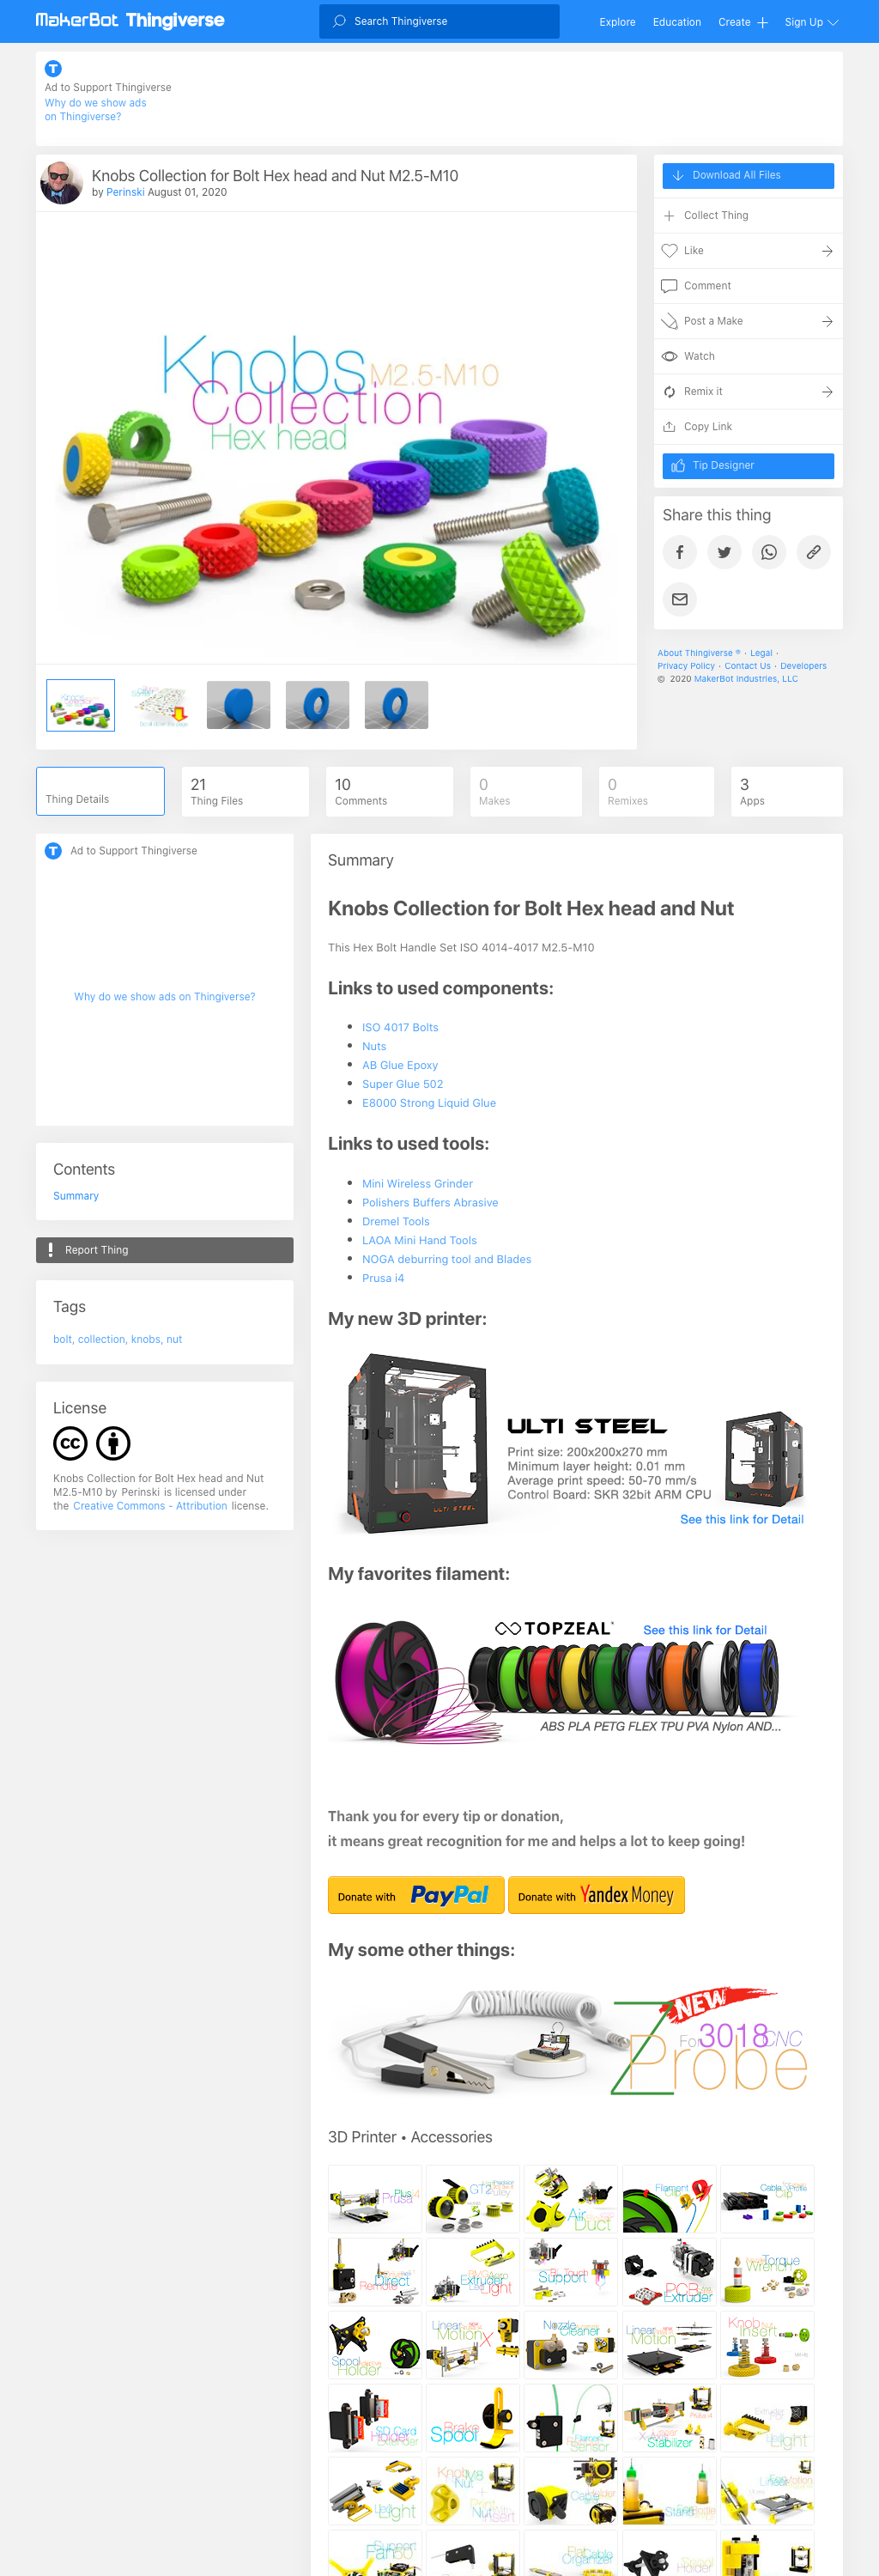 MakerBot Thingiverse
Search Thingiverse
Explore
Education
Create
Sign Up
Ad to Support Thingiverse
Why do we show ads
on Thingiverse?
Knobs Collection for Bolt Hex head and Nut M2.5-M10
by Perinski August 01, 2020
Knobs M2.5-M10
Collection
Hex head
Download All Files
Collect Thing
Like
Comment
Post a Make
Watch
Remix it
Copy Link
Tip Designer
Share this thing
About Thingiverse ® · Legal ·
Privacy Policy · Contact Us · Developers
© 2020 MakerBot Industries, LLC
Thing Details
21
Thing Files
10
Comments
0
Makes
0
Remixes
3
Apps
Ad to Support Thingiverse
Why do we show ads on Thingiverse?
Contents
Summary
Report Thing
Tags
bolt, collection, knobs, nut
License
Knobs Collection for Bolt Hex head and Nut
M2.5-M10 by Perinski is licensed under
the Creative Commons - Attribution license.
Summary
Knobs Collection for Bolt Hex head and Nut
This Hex Bolt Handle Set ISO 4014-4017 M2.5-M10
Links to used components:
ISO 4017 Bolts
Nuts
AB Glue Epoxy
Super Glue 502
E8000 Strong Liquid Glue
Links to used tools:
Mini Wireless Grinder
Polishers Buffers Abrasive
Dremel Tools
LAOA Mini Hand Tools
NOGA deburring tool and Blades
Prusa i4
My new 3D printer:
ULTI STEEL
ULTI STEEL
Print size: 200x200x270 mm
Minimum layer height: 0.01 mm
Average print speed: 50-70 mm/s
Control Board: SKR 32bit ARM CPU
See this link for Detail
My favorites filament:
TOPZEAL
See this link for Detail
ABS PLA PETG FLEX TPU PVA Nylon AND...
Thank you for every tip or donation,
it means great recognition for me and helps a lot to keep going!
Donate with PayPal
Donate with Yandex Money
My some other things:
NEW
For 3018 CNC
Z Probe
3D Printer • Accessories
Plus
Prusa
GT2
Air
Duct
Filament
Clip
Cable
Clip
Direct
Remote
Extruder
Light
Touch
Support
PCB
Extruder
Torque
Wrench
Spool
Holder
Linear
Motion X
Nozzle
Cleaner
Linear
Motion
Knob
Insert
SD Card
Holder
Brake
Spool
Filament
Sensor
Stabilizer
Light
Light
Knob
M8
Nut
Nut
Insert
Cable
Stand
Linear
Motion
Support
Fan
Cable
Organizer
Holder